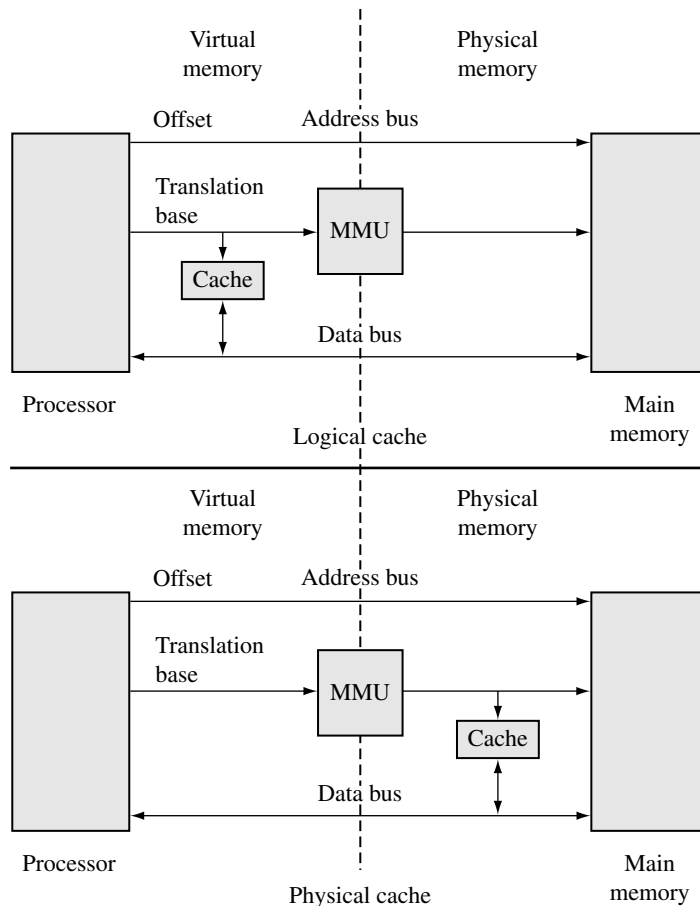 Virtual
memory
Physical
memory
Offset
Address bus
Translation
base
MMU
Cache
Data bus
Processor
Main
memory
Logical cache
Virtual
memory
Physical
memory
Offset
Address bus
Translation
base
MMU
Cache
Data bus
Processor
Main
memory
Physical cache